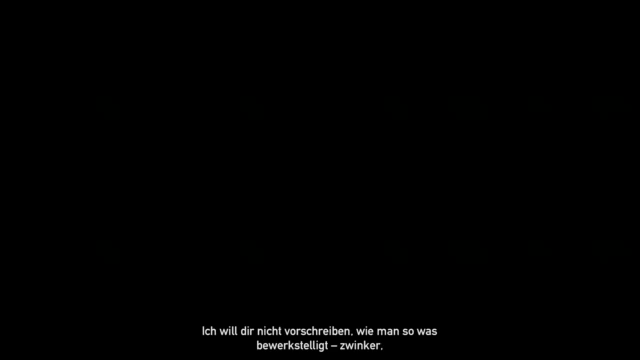 Ich will dir nicht vorschreiben, wie man so was
bewerkstelligt – zwinker,